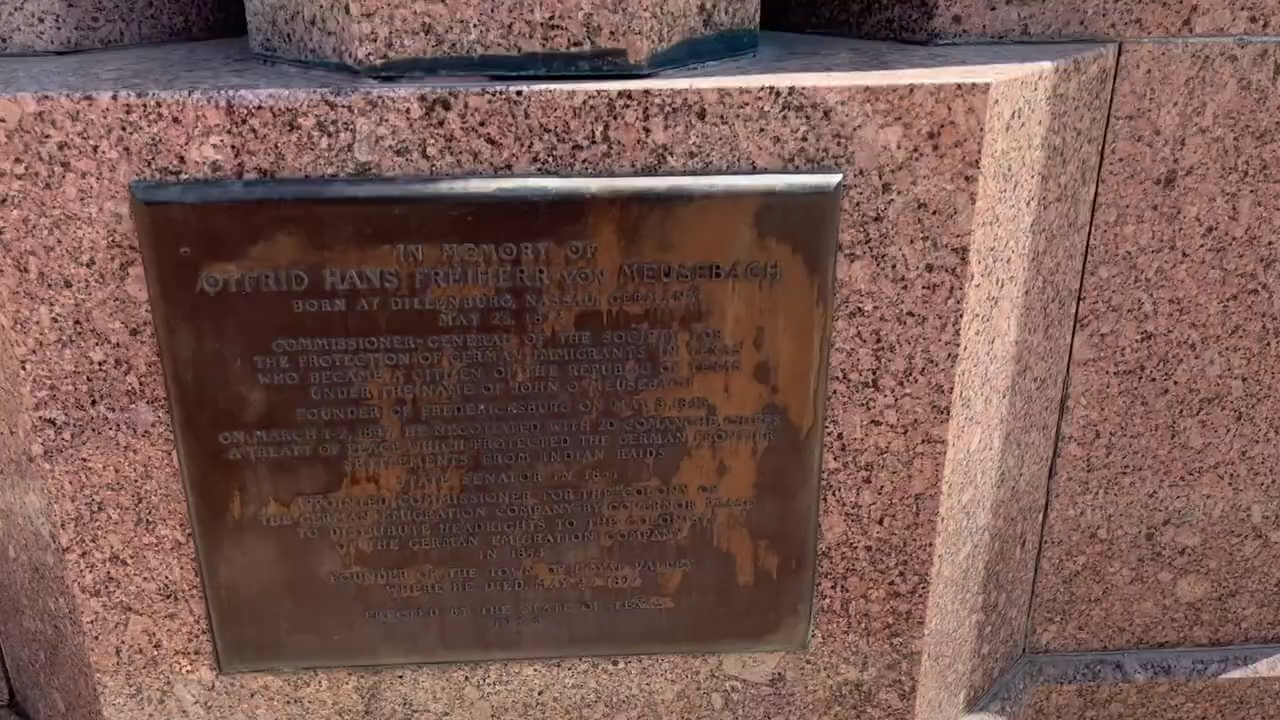 IN MEMORY OF
OTFRID HANS FREIHERR VON MEUSEBACH
BORN AT DILLENBURG, NASSAU, GERMANY
MAY 26, 18
COMMISSIONER-GENERAL OF THE SOCIETY FOR
THE PROTECTION OF GERMAN IMMIGRANTS IN TEXAS
WHO BECAME A CITIZEN OF THE REPUBLIC OF TEXAS
UNDER THE NAME OF JOHN O. MEUSEBACH
FOUNDER OF FREDERICKSBURG ON MAY 8, 1846
ON MARCH 1-2, 1847, HE NEGOTIATED WITH 20 COMANCHE CHIEFS
A TREATY OF PEACE WHICH PROTECTED THE GERMAN FRONTIER
SETTLEMENTS FROM INDIAN RAIDS
STATE SENATOR IN 1851
APPOINTED COMMISSIONER FOR THE COLONY OF
THE GERMAN EMIGRATION COMPANY BY GOVERNOR PEASE
TO DISTRIBUTE HEADRIGHTS TO THE COLONISTS
OF THE GERMAN EMIGRATION COMPANY
IN 1854
FOUNDER OF THE TOWN OF LOYAL VALLEY
WHERE HE DIED, MAY 27, 1897
ERECTED BY THE STATE OF TEXAS
1936